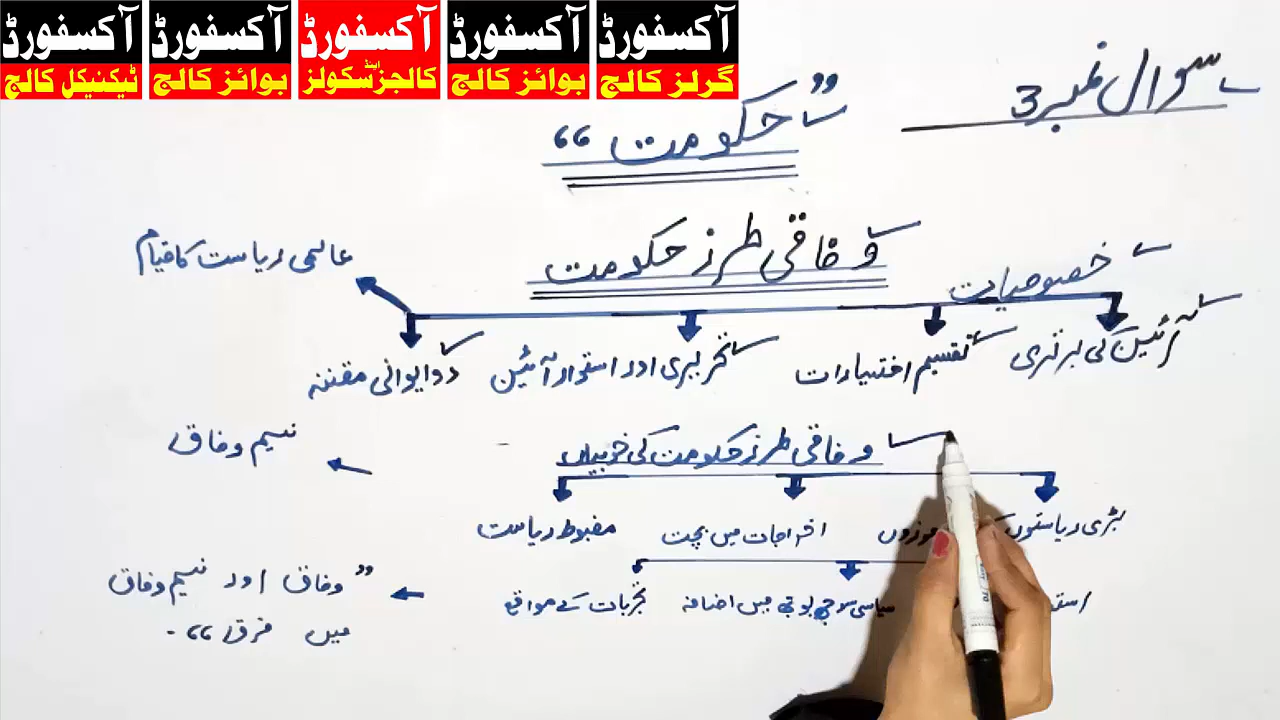 آکسفورڈ گرلز کالج
آکسفورڈ بوائز کالج
آکسفورڈ اینڈ کالجز سکولز
آکسفورڈ بوائز کالج
آکسفورڈ ٹیکنیکل کالج
سوال نمبر 3
"حکومت"
وفاقی طرز حکومت
خصوصیات
عالمی ریاست کا قیام
آئین کی برتری
تقسیم اختیارات
تحریری اور استوار آئین
دو ایوانی مقننہ
وفاقی طرز حکومت کی خوبیاں
نیم وفاق
بڑی ریاستوں موزوں
اخراجات میں بچت
مضبوط ریاست
سیاسی سوجھ بوجھ میں اضافہ
تجربات کے مواقع
"وفاق اور نیم وفاق
میں فرق"۔